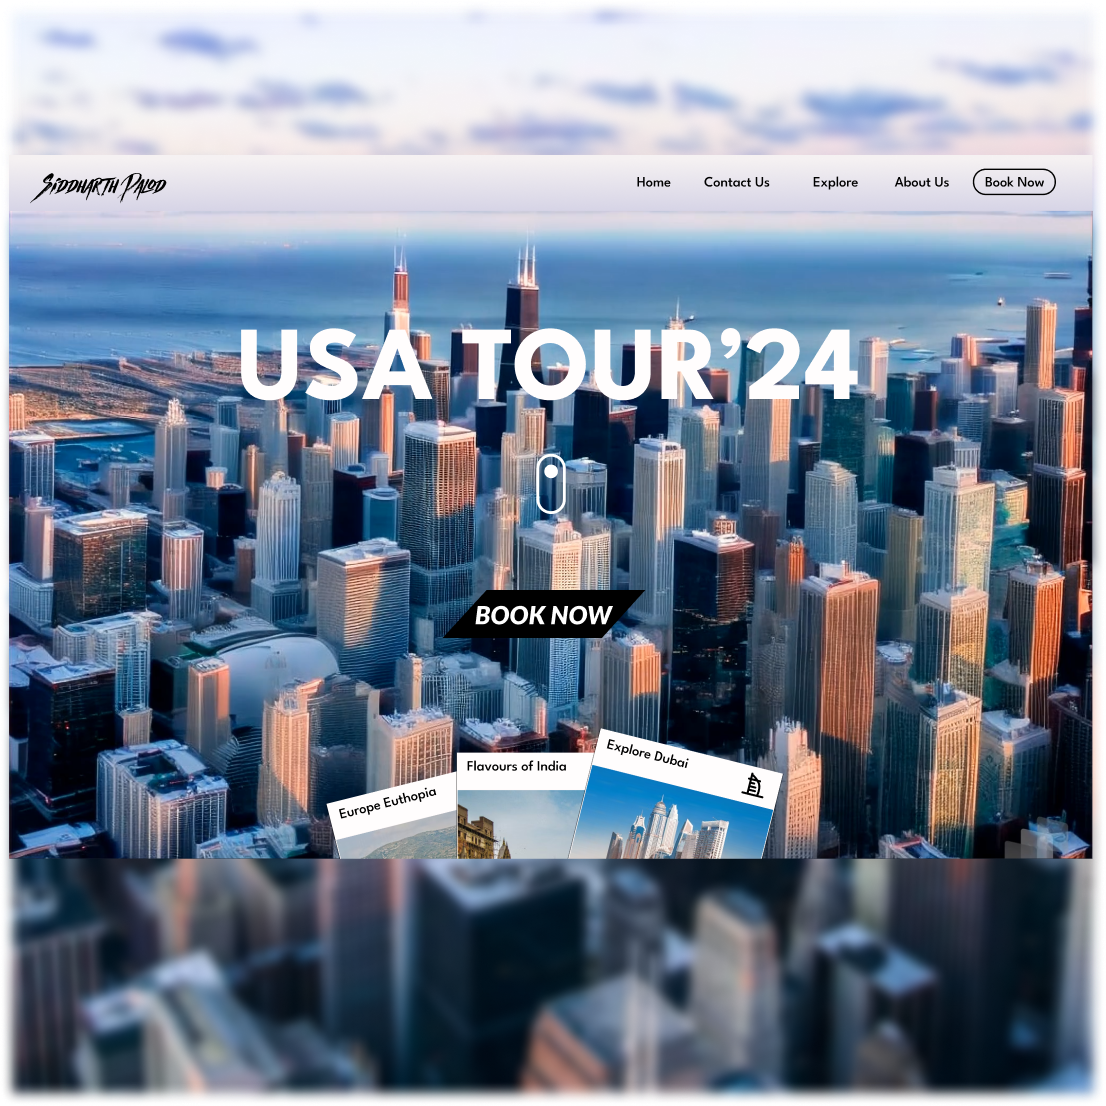 SIDDHARTH PALOD
Home
Contact Us
Explore
About Us
Book Now
USA TOUR’24
BOOK NOW
Europe Euthopia
Flavours of India
Explore Dubai